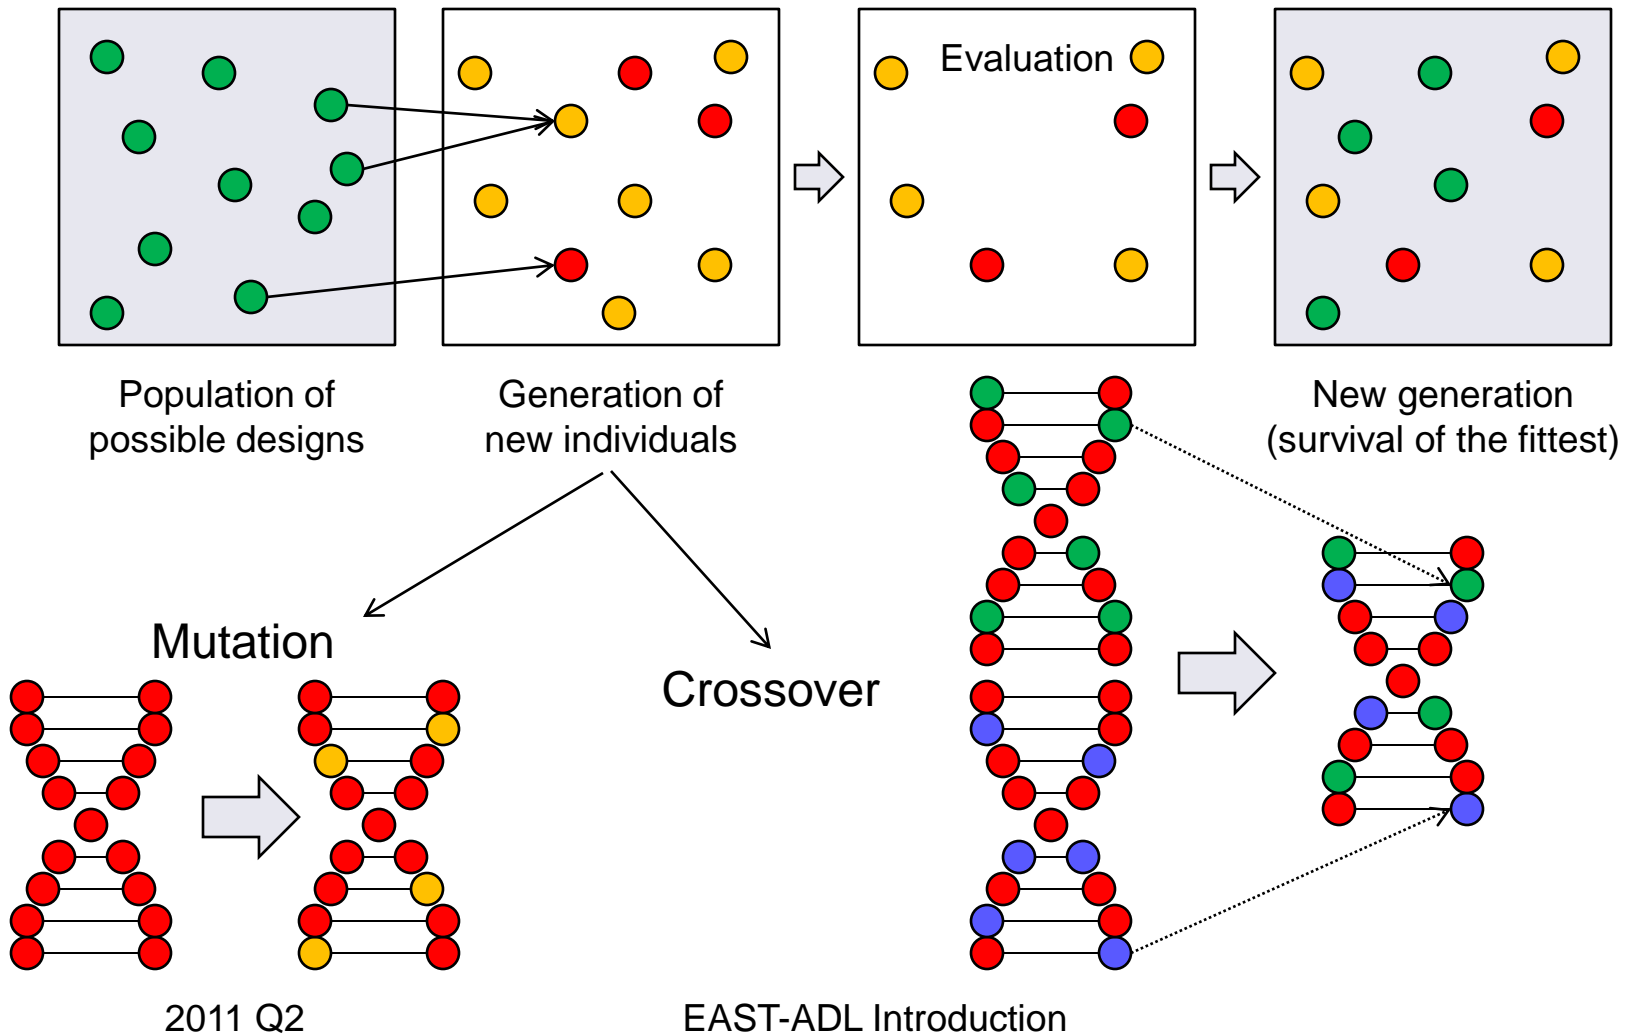 Evaluation
Population of
possible designs
Generation of
new individuals
New generation
(survival of the fittest)
Mutation
Crossover
2011 Q2
EAST-ADL Introduction